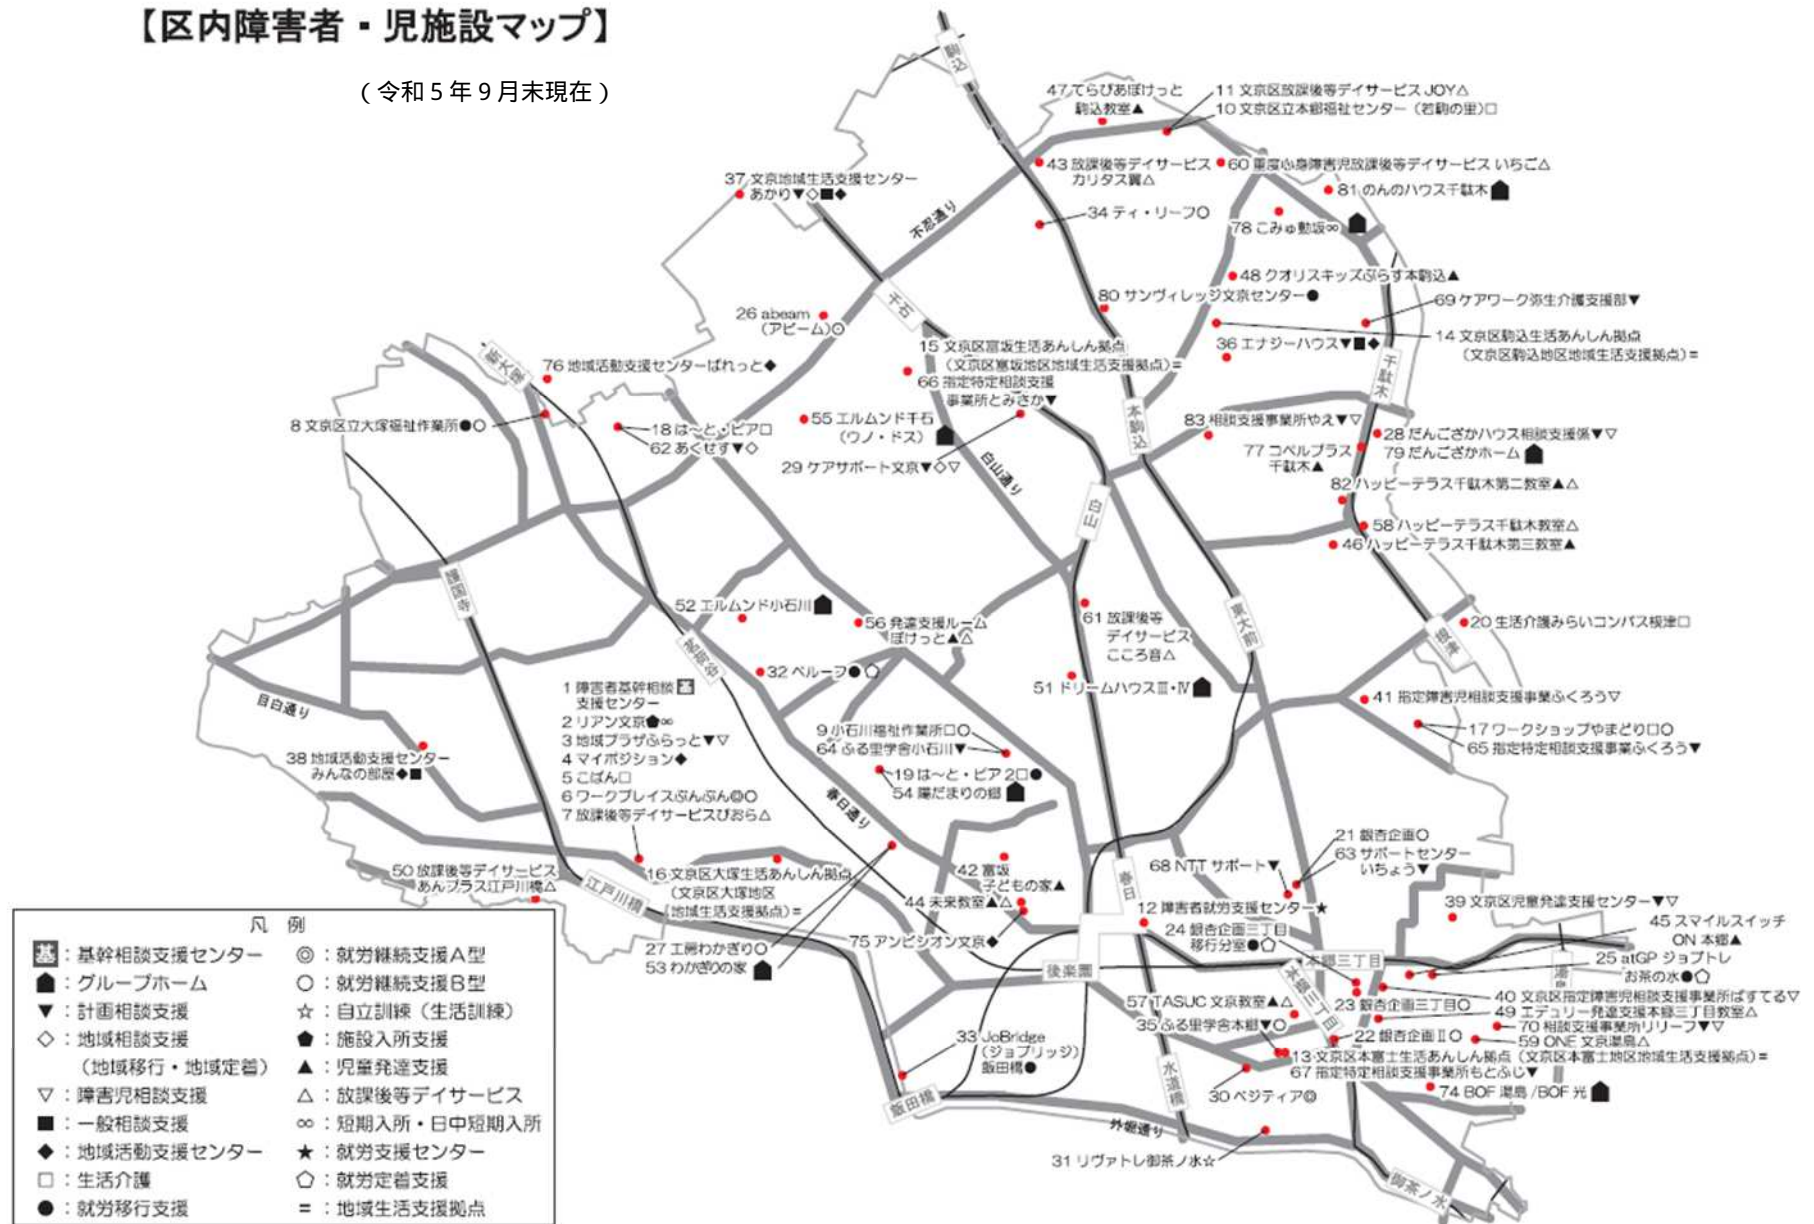 【区内障害者・児施設マップ】
(令和５年９月末現在)
駒込
47 てらぴあぽけっと
駒込教室▲
11 文京区放課後等デイサービス JOY△
10 文京区立本郷福祉センター（若駒の里）□
43 放課後等デイサービス
カリタス翼△
60 重度心身障害児放課後等デイサービス いちご△
37 文京地域生活支援センター
あかり▼◇■◆
81 のんのハウス千駄木
不忍通り
34 ティ・リーフ○
78 こみゅ動坂∞
48 クオリスキッズぷらす本駒込▲
80 サンヴィレッジ文京センター●
69 ケアワーク弥生介護支援部▼
千石
26 abeam
（アビーム）◎
14 文京区駒込生活あんしん拠点
（文京区駒込地区地域生活支援拠点）＝
15 文京区富坂生活あんしん拠点
（文京区富坂地区地域生活支援拠点）＝
36 エナジーハウス▼■◆
新大塚
76 地域活動支援センターぱれっと◆
66 指定特定相談支援
事業所とみさか▼
千駄木
本駒込
8 文京区立大塚福祉作業所●○
55 エルムンド千石
（ウノ・ドス）
83 相談支援事業所やえ▼▽
18 は～と・ピア□
62 あくせす▼◇
28 だんござかハウス相談支援係▼▽
77 コペルプラス
千駄木▲
79 だんござかホーム
29 ケアサポート文京▼◇▽
白山通り
82 ハッピーテラス千駄木第二教室▲△
白山
58 ハッピーテラス千駄木教室△
46 ハッピーテラス千駄木第三教室▲
護国寺
52 エルムンド小石川
56 発達支援ルーム
ぽけっと▲△
61 放課後等
デイサービス
こころ音△
東大前
20 生活介護みらいコンパス根津□
根津
茗荷谷
32 ベルーフ●
51 ドリームハウスⅢ・Ⅳ
1 障害者基幹相談 基
支援センター
2 リアン文京∞
3 地域プラザふらっと▼▽
4 マイポジション◆
5 こぱん□
6 ワークプレイスぶんぶん◎○
7 放課後等デイサービスぴおら△
41 指定障害児相談支援事業ふくろう▽
目白通り
9 小石川福祉作業所□○
64 ふる里学舎小石川▼
17 ワークショップやまどり□○
65 指定特定相談支援事業ふくろう▼
38 地域活動支援センター
みんなの部屋◆■
19 は～と・ピア 2□●
54 陽だまりの郷
春日通り
21 銀杏企画○
63 サポートセンター
いちょう▼
68 NTT サポート▼
50 放課後等デイサービス
あんプラス江戸川橋△
江戸川橋
16 文京区大塚生活あんしん拠点
（文京区大塚地区
地域生活支援拠点）＝
42 富坂
子どもの家▲
44 未来教室▲△
春日
12 障害者就労支援センター★
39 文京区児童発達支援センター▼▽
45 スマイルスイッチ
ON 本郷▲
24 銀杏企画三丁目
移行分室●
75 アンビシオン文京◆
27 工房わかぎり○
53 わかぎりの家
後楽園
本郷三丁目
本郷三丁目
25 atGP ジョブトレ
お茶の水●
40 文京区指定障害児相談支援事業ぱすてる▽
57 TASUC 文京教室▲△
23 銀杏企画三丁目○
49 エデュリー発達支援本郷三丁目教室△
35 ふる里学舎本郷▼○
70 相談支援事業所リリーフ▼▽
22 銀杏企画Ⅱ○
59 ONE 文京湯島△
33 JoBridge
（ジョブリッジ）
飯田橋●
13 文京区本富士生活あんしん拠点（文京区本富士地区地域生活支援拠点）＝
67 指定特定相談支援事業所もとふじ▼
水道橋
飯田橋
30 ベジティア◎
74 BOF 湯島 /BOF 光
外堀通り
31 リヴァトレ御茶ノ水☆
御茶ノ水
凡 例
基：基幹相談支援センター
：グループホーム
▼：計画相談支援
◇：地域相談支援
（地域移行・地域定着）
▽：障害児相談支援
■：一般相談支援
◆：地域活動支援センター
□：生活介護
●：就労移行支援
◎：就労継続支援Ａ型
○：就労継続支援Ｂ型
☆：自立訓練（生活訓練）
：施設入所支援
▲：児童発達支援
△：放課後等デイサービス
∞：短期入所・日中短期入所
★：就労支援センター
：就労定着支援
＝：地域生活支援拠点